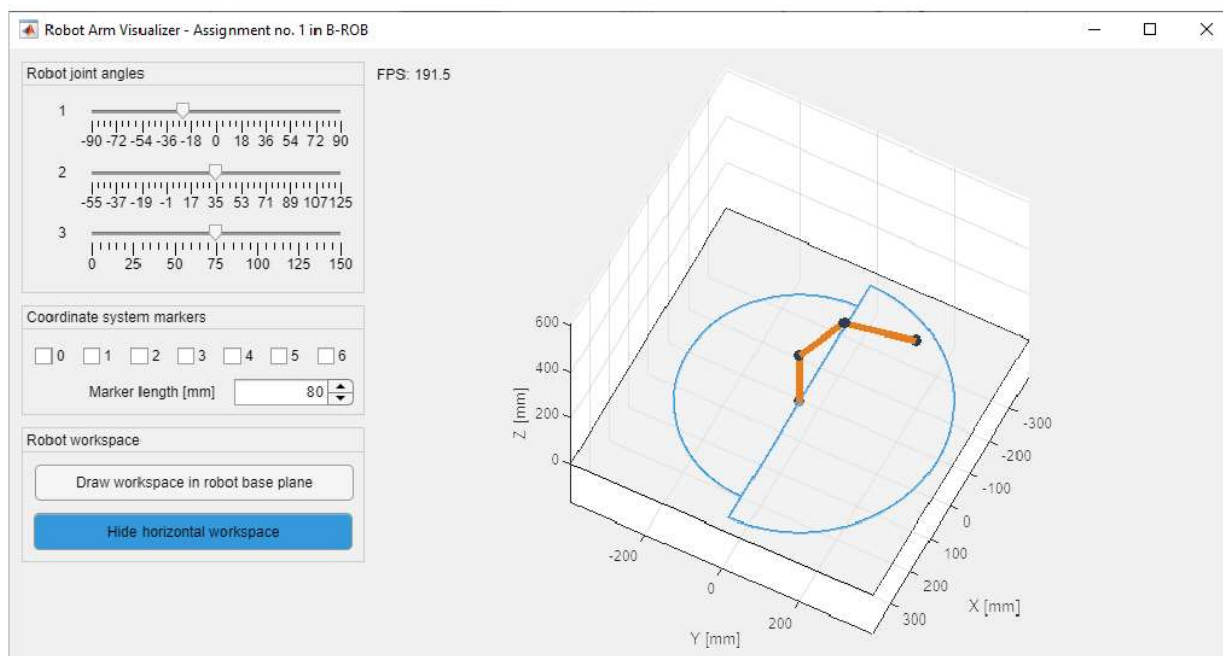 Robot Arm Visualizer - Assignment no. 1 in B-ROB
Robot joint angles
FPS: 191.5
1
-90 -72 -54 -36 -18 0 18 36 54 72 90
2
-55 -37 -19 -1 17 35 53 71 89 107 125
3
0 25 50 75 100 125 150
Coordinate system markers
0 1 2 3 4 5 6
Marker length [mm] 80
Robot workspace
Draw workspace in robot base plane
Hide horizontal workspace
600
400
200
0
Z [mm]
-200
0
200
Y [mm]
-300
-200
-100
0
100
200
300
X [mm]